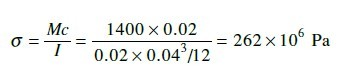 σ = Mc/I = 1400 × 0.02 / 0.02 × 0.04³/12 = 262 × 10⁶ Pa